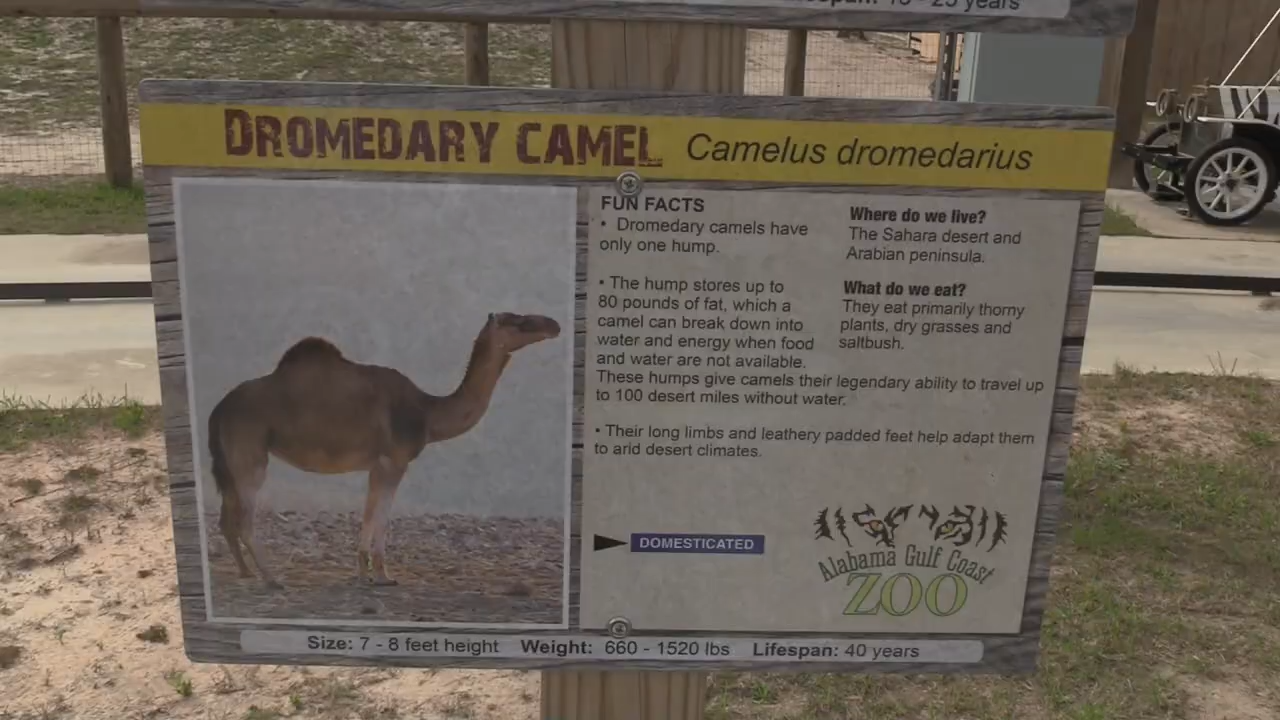 Lifespan: 15 - 25 years
DROMEDARY CAMEL Camelus dromedarius
FUN FACTS
• Dromedary camels have
only one hump.
• The hump stores up to
80 pounds of fat, which a
camel can break down into
water and energy when food
and water are not available.
These humps give camels their legendary ability to travel up
to 100 desert miles without water.
• Their long limbs and leathery padded feet help adapt them
to arid desert climates.
Where do we live?
The Sahara desert and
Arabian peninsula.
What do we eat?
They eat primarily thorny
plants, dry grasses and
saltbush.
DOMESTICATED
Alabama Gulf Coast
ZOO
Size: 7 - 8 feet height Weight: 660 - 1520 lbs Lifespan: 40 years